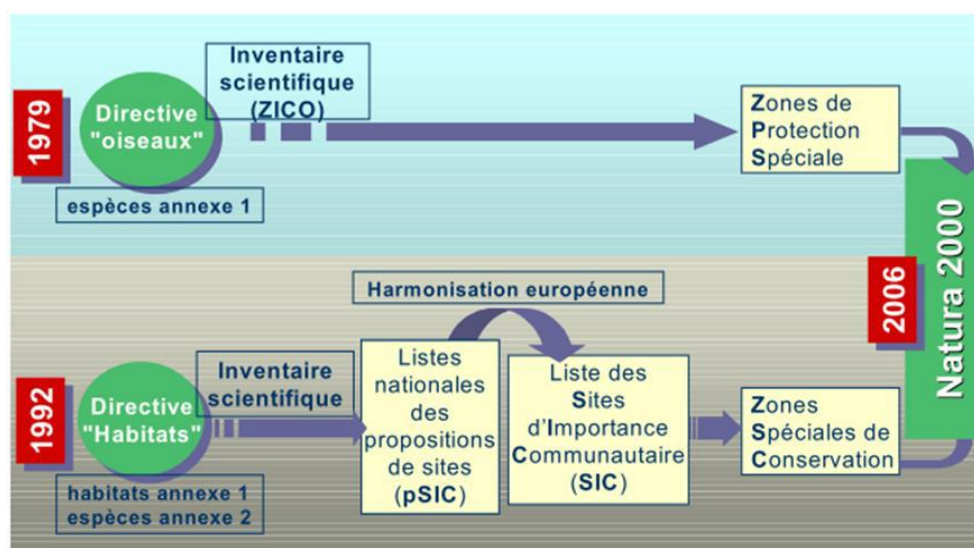 1979
Directive
"oiseaux"
espèces annexe 1
Inventaire
scientifique
(ZICO)
Zones de
Protection
Spéciale
Natura 2000
2006
1992
Directive
"Habitats"
habitats annexe 1
espèces annexe 2
Inventaire
scientifique
Harmonisation européenne
Listes
nationales
des
propositions
de sites
(pSIC)
Liste des
Sites
d'Importance
Communautaire
(SIC)
Zones
Spéciales de
Conservation